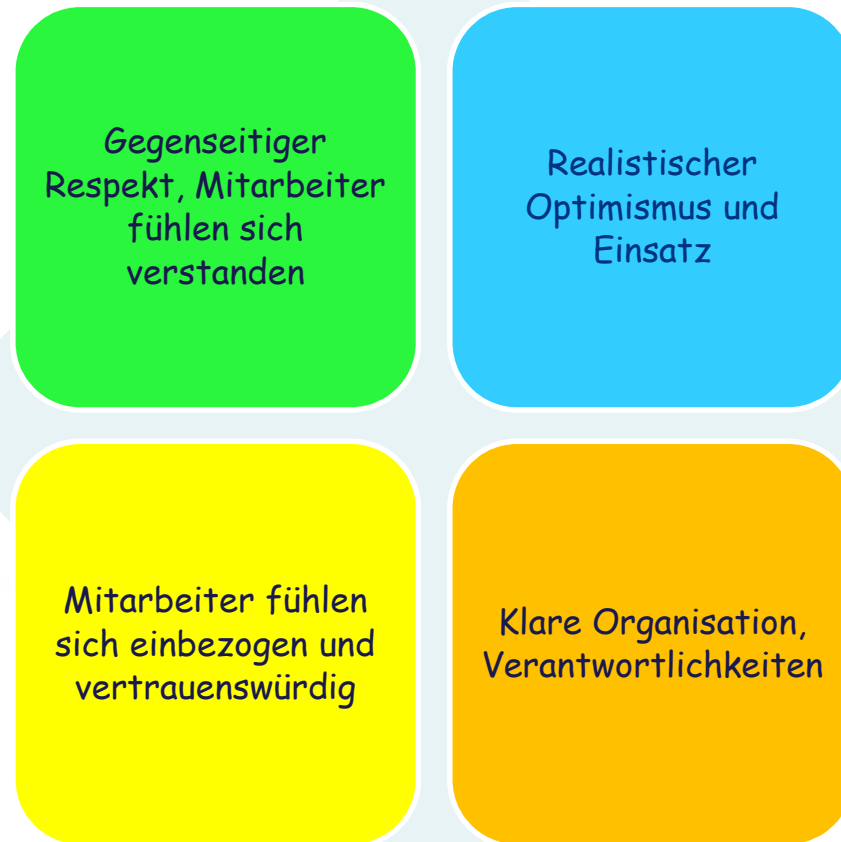 Gegenseitiger
Respekt, Mitarbeiter
fühlen sich
verstanden
Realistischer
Optimismus und
Einsatz
Mitarbeiter fühlen
sich einbezogen und
vertrauenswürdig
Klare Organisation,
Verantwortlichkeiten